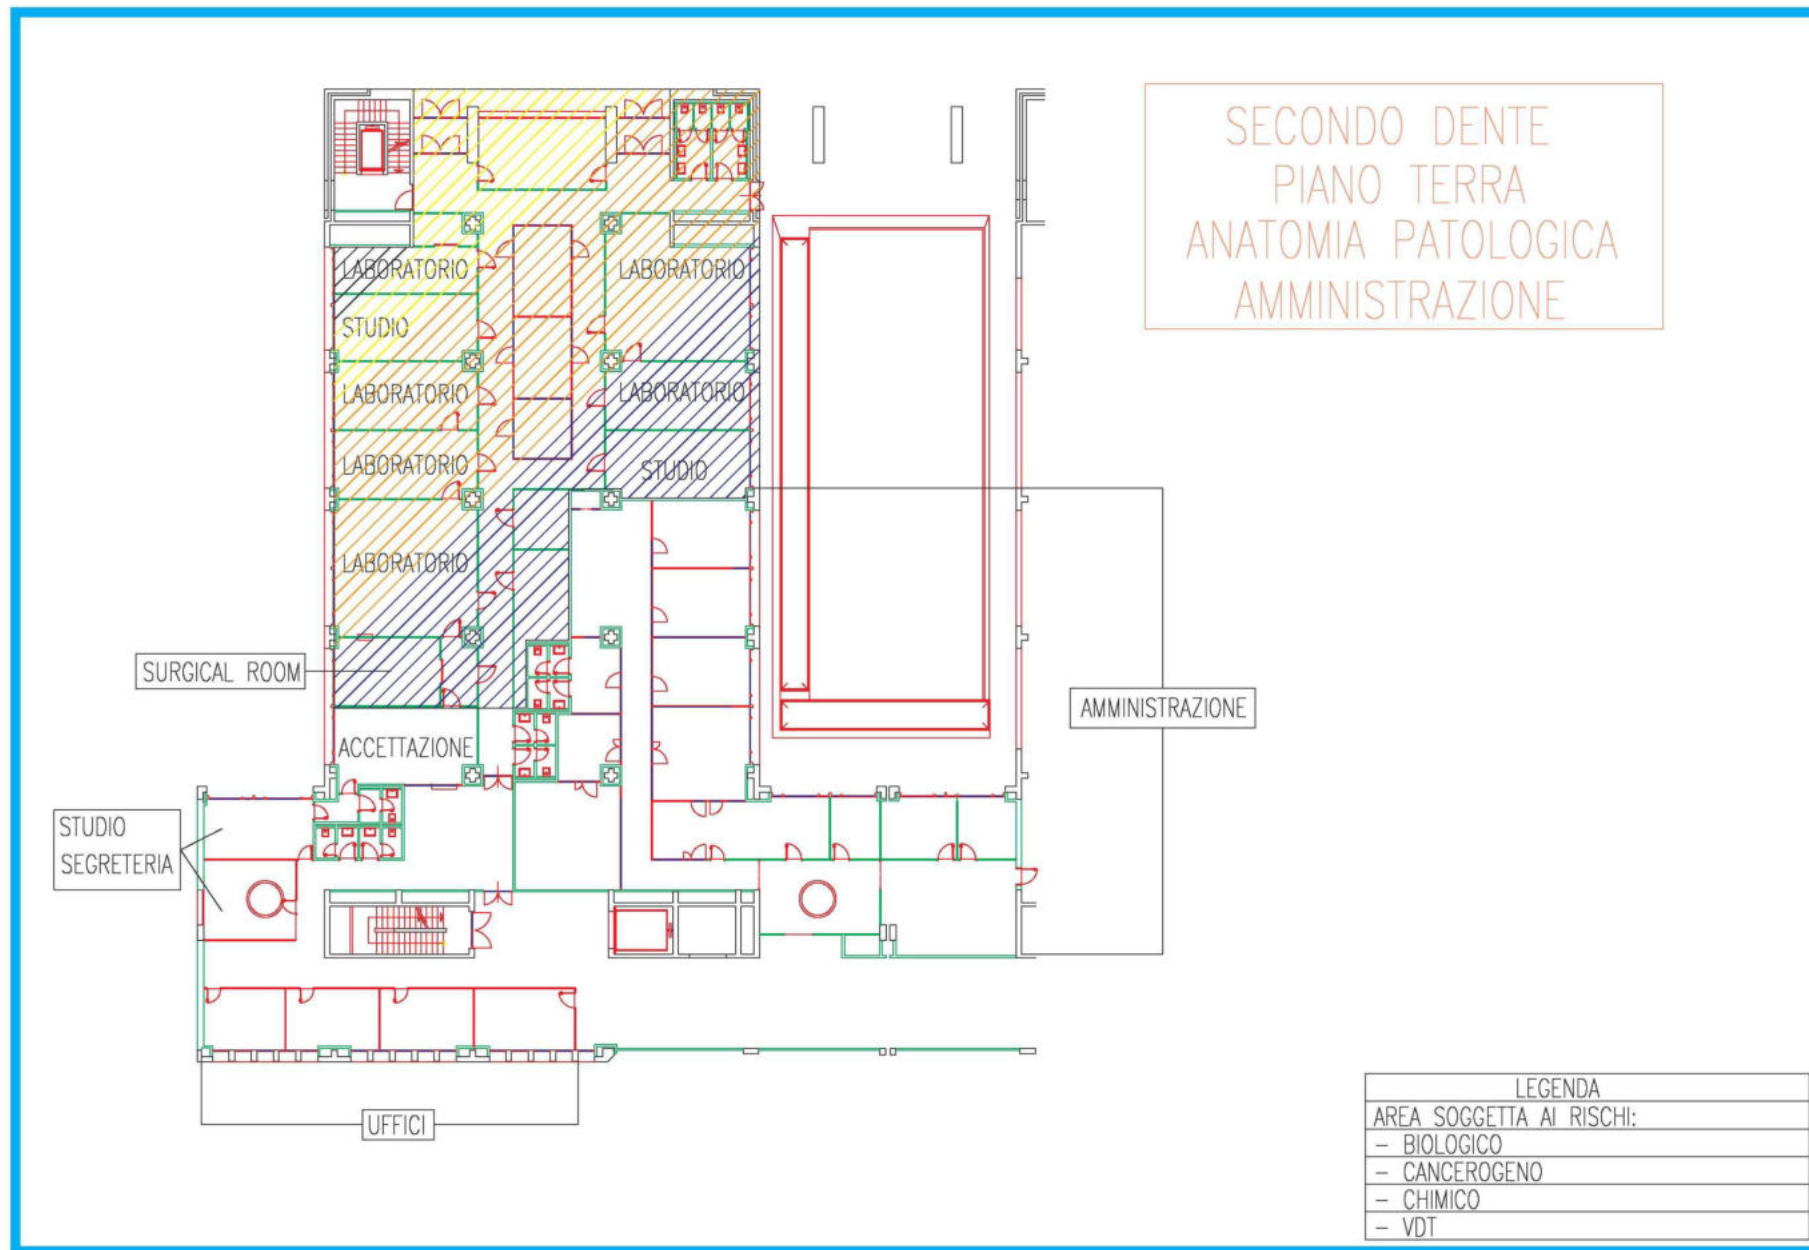 SECONDO DENTE
PIANO TERRA
ANATOMIA PATOLOGICA
AMMINISTRAZIONE
LABORATORIO
LABORATORIO
STUDIO
LABORATORIO
LABORATORIO
LABORATORIO
STUDIO
LABORATORIO
SURGICAL ROOM
AMMINISTRAZIONE
ACCETTAZIONE
STUDIO
SEGRETERIA
UFFICI
LEGENDA
AREA SOGGETTA AI RISCHI:
- BIOLOGICO
- CANCEROGENO
- CHIMICO
- VDT